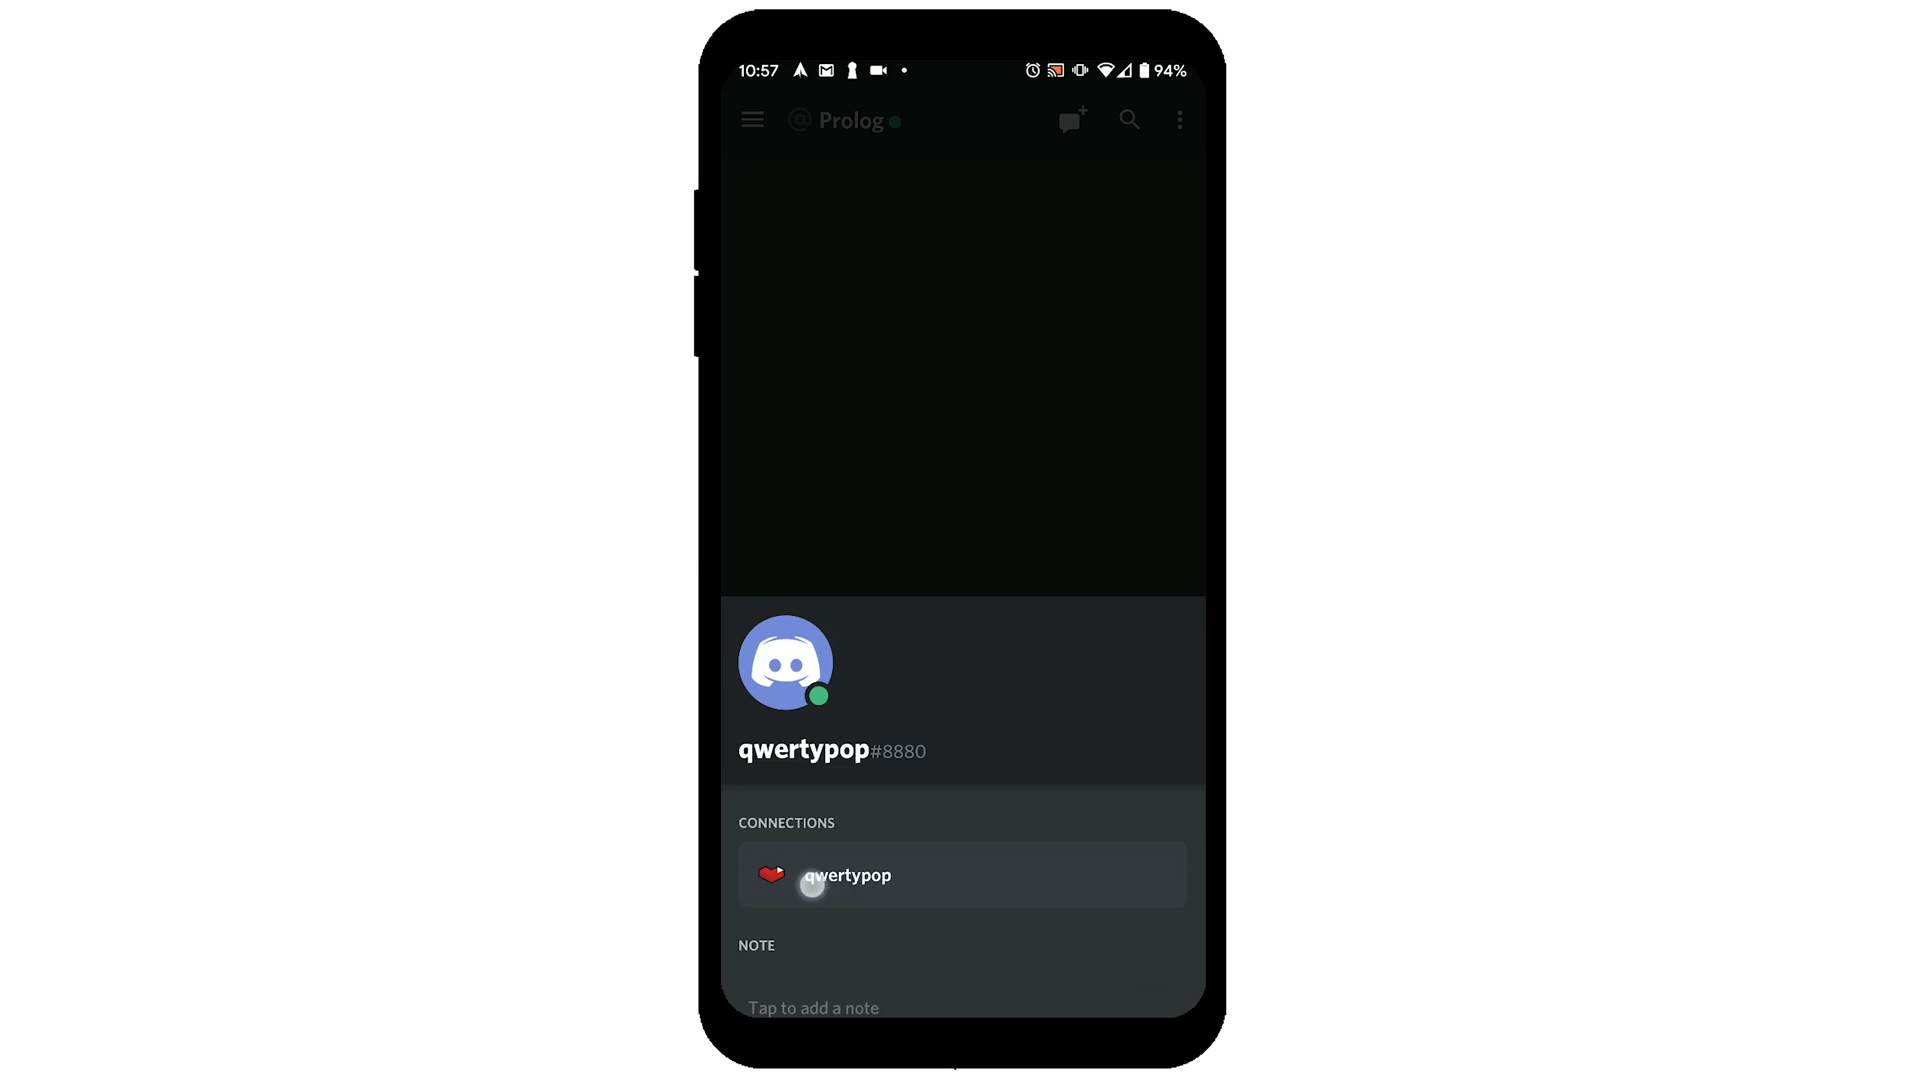 10:57 94%
@ Prolog
qwertypop#8880
CONNECTIONS
qwertypop
NOTE
Tap to add a note